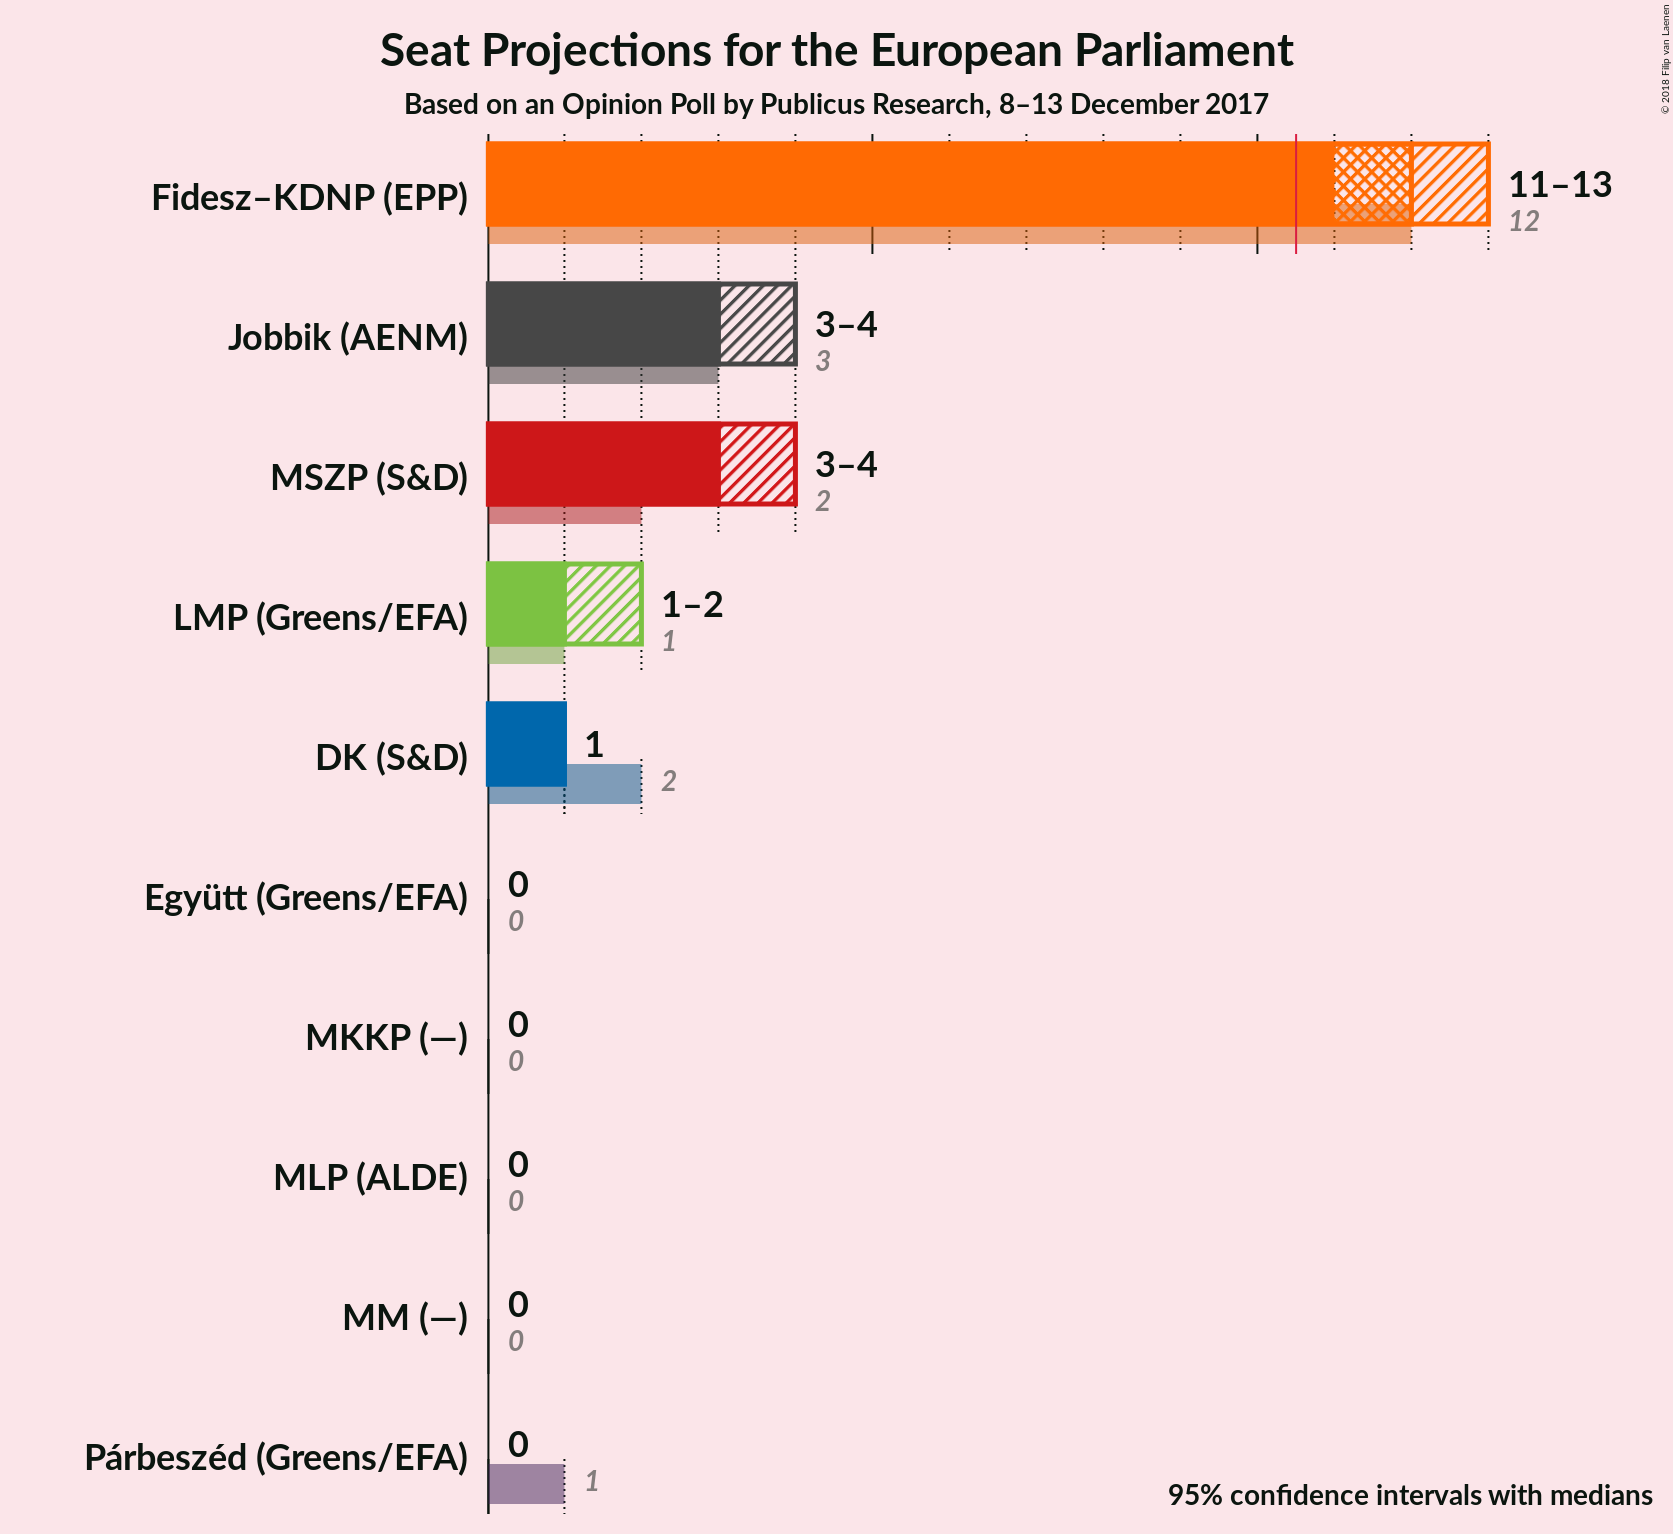 Seat Projections for the European Parliament
Based on an Opinion Poll by Publicus Research, 8–13 December 2017
© 2018 Filip van Laenen
Fidesz–KDNP (EPP)
11–13
12
Jobbik (AENM)
3–4
3
MSZP (S&D)
3–4
2
LMP (Greens/EFA)
1–2
1
DK (S&D)
1
2
Együtt (Greens/EFA)
0
0
MKKP (—)
0
0
MLP (ALDE)
0
0
MM (—)
0
0
Párbeszéd (Greens/EFA)
0
1
95% confidence intervals with medians